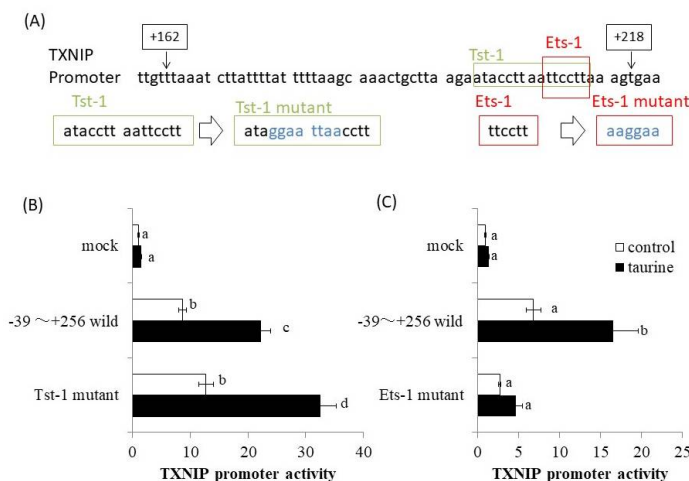 (A)
+162
+218
TXNIP
Promoter
Tst-1
Ets-1
ttgtttaaat cttattttat ttttaagc aaactgctta agaatacctt aattccttaa agtgaa
Tst-1
Tst-1 mutant
Ets-1
Ets-1 mutant
atacctt aattcctt
ataggaa ttaacctt
ttcctt
aaggaa
(B)
mock
a
a
-39 ～+256 wild
b
c
Tst-1 mutant
b
d
0 10 20 30 40
TXNIP promoter activity
(C)
control
taurine
mock
a
a
-39 ～+256 wild
a
b
Ets-1 mutant
a
a
0 5 10 15 20 25
TXNIP promoter activity